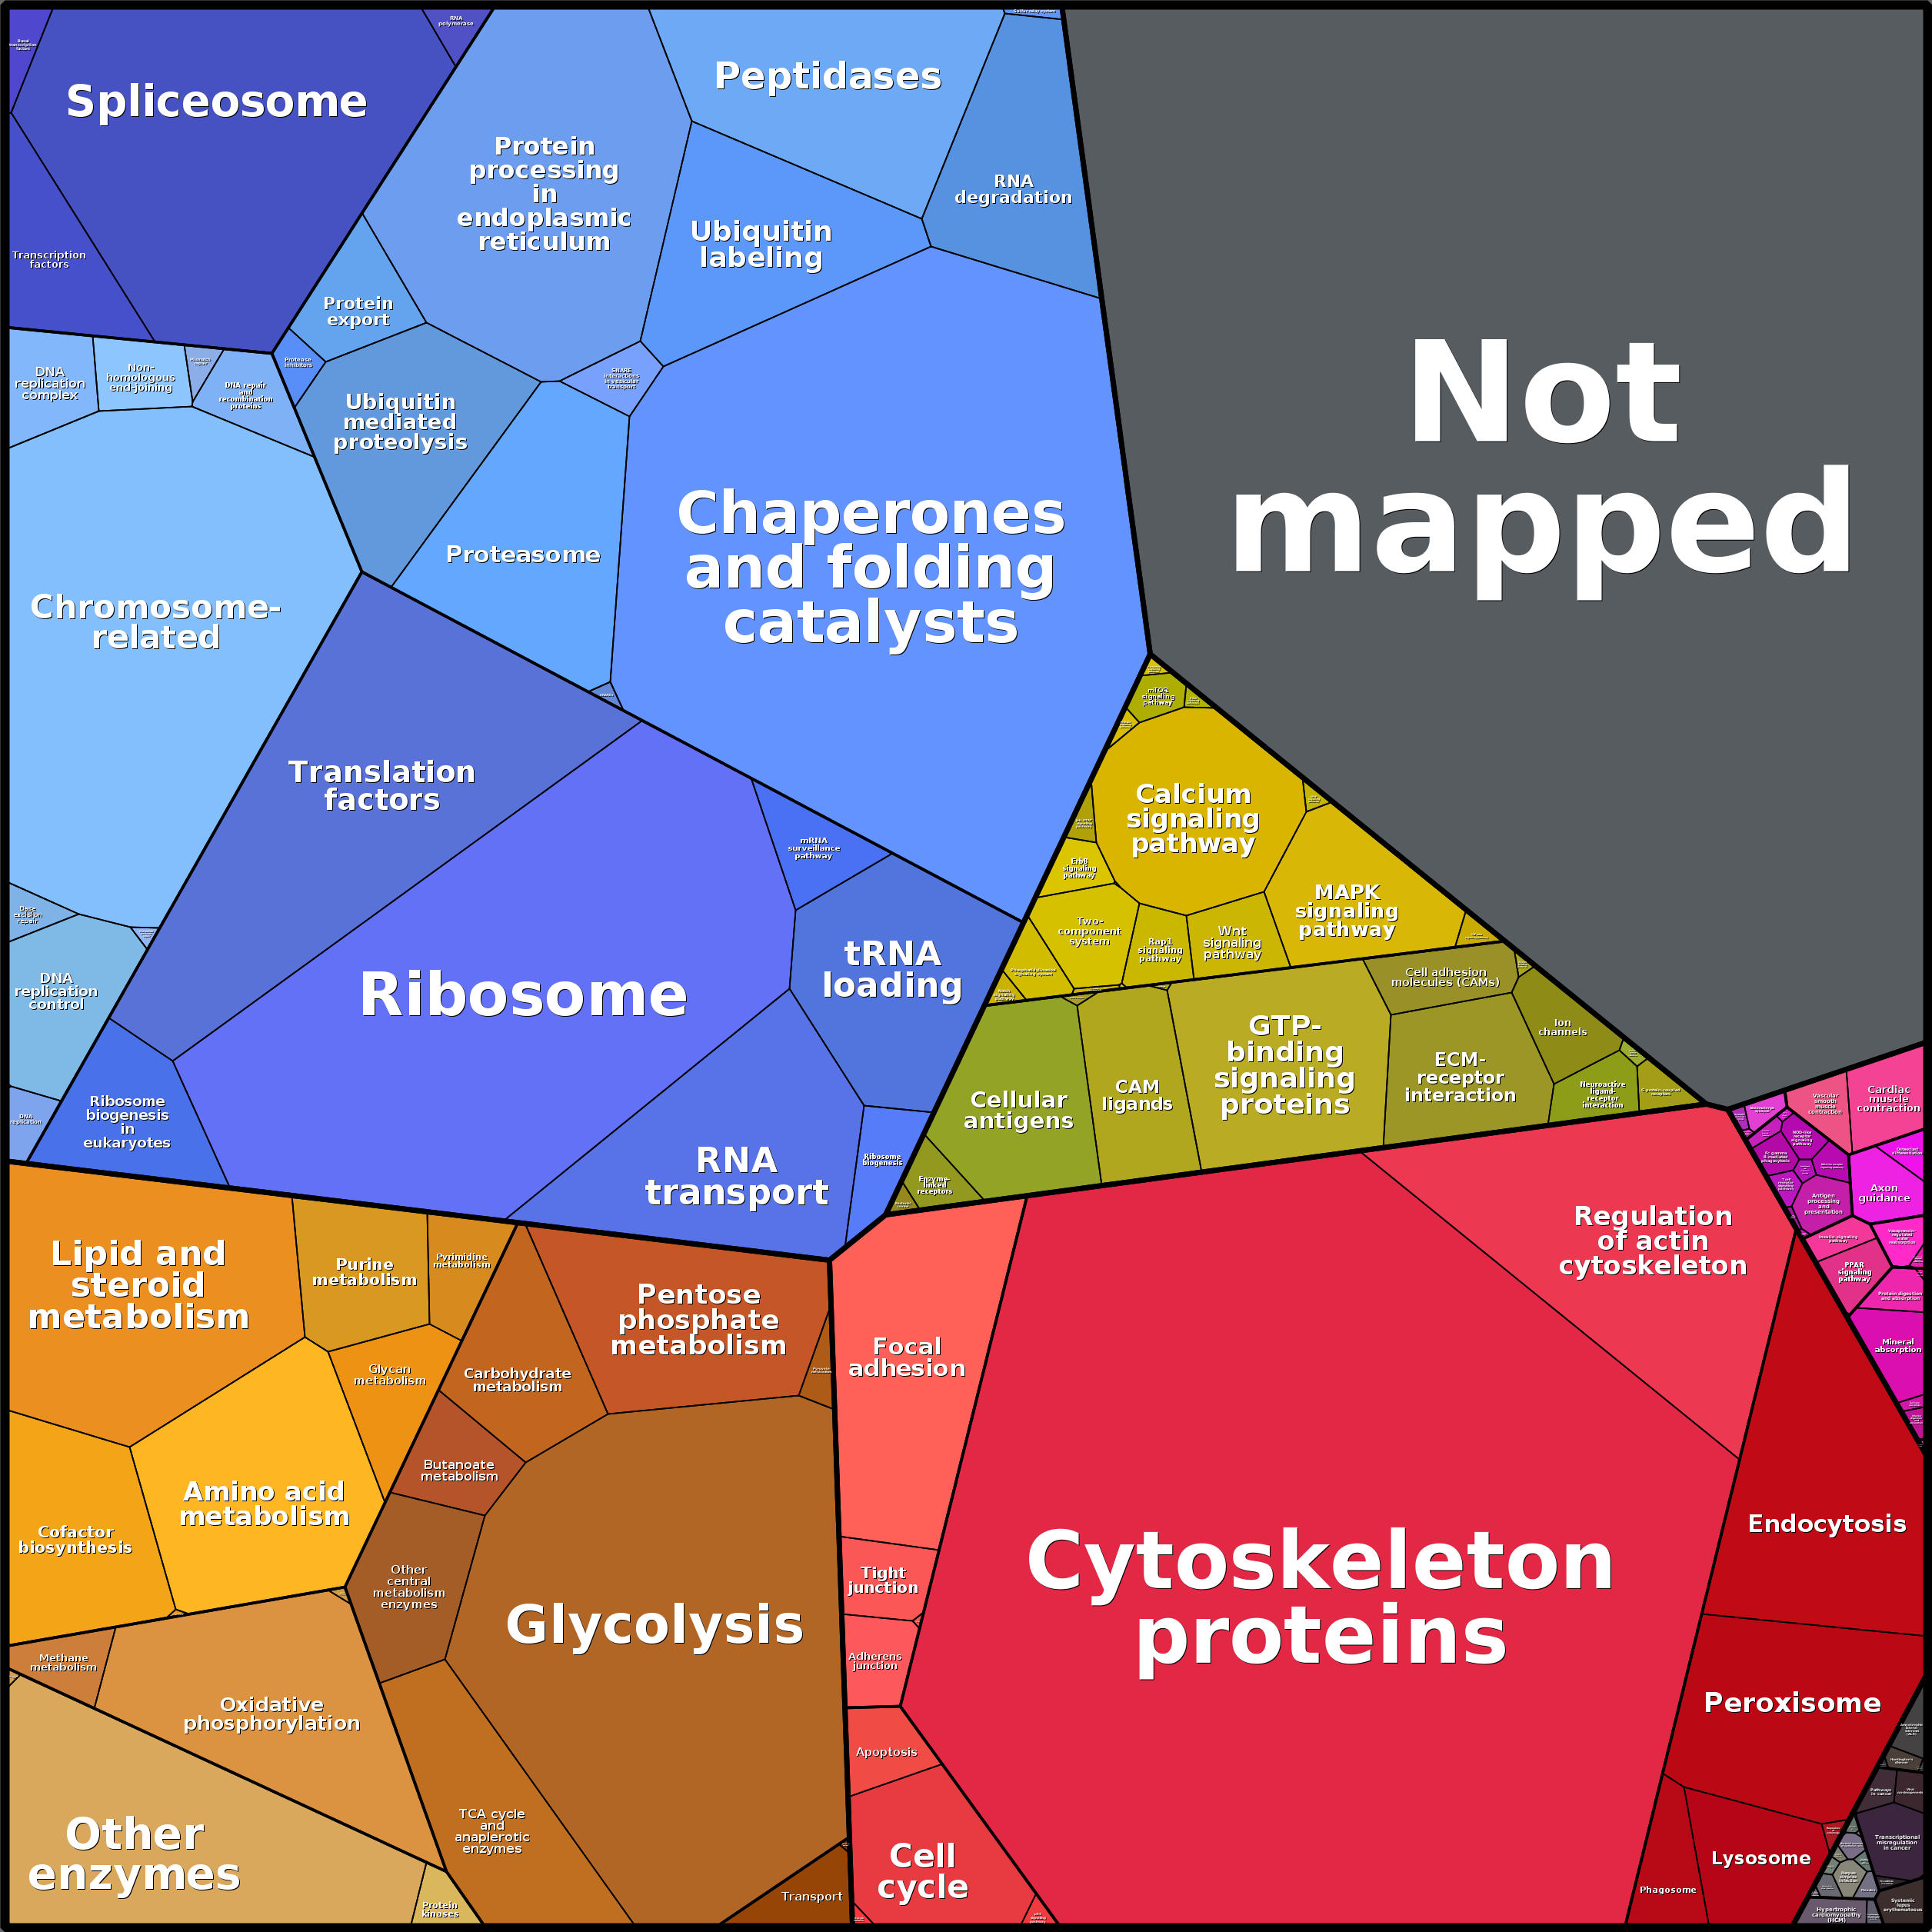 RNA
polymerase
Spliceosome
Transcription
factors
Peptidases
Protein
processing
in
endoplasmic
reticulum
RNA
degradation
Ubiquitin
labeling
Protein
export
Not
mapped
DNA
replication
complex
Non-
homologous
end-joining
DNA repair
and
recombination
proteins
Protease
inhibitors
SNARE
interactions
in vesicular
transport
Ubiquitin
mediated
proteolysis
Proteasome
Chaperones
and folding
catalysts
Chromosome-
related
Translation
factors
mRNA
surveillance
pathway
Ribosome
tRNA
loading
Base
excision
repair
DNA
replication
control
DNA
replication
Ribosome
biogenesis
in
eukaryotes
RNA
transport
Ribosome
biogenesis
mTOR
signaling
pathway
Calcium
signaling
pathway
ErbB
signaling
pathway
MAPK
signaling
pathway
Two-
component
system
Rap1
signaling
pathway
Wnt
signaling
pathway
Cell adhesion
molecules (CAMs)
Ion
channels
GTP-
binding
signaling
proteins
ECM-
receptor
interaction
Neuroactive
ligand-
receptor
interaction
Cellular
antigens
CAM
ligands
Enzyme-
linked
receptors
Vascular
smooth
muscle
contraction
Cardiac
muscle
contraction
Axon
guidance
Antigen
processing
and
presentation
PPAR
signaling
pathway
Protein digestion
and absorption
Mineral
absorption
Lipid and
steroid
metabolism
Purine
metabolism
Pyrimidine
metabolism
Glycan
metabolism
Amino acid
metabolism
Cofactor
biosynthesis
Carbohydrate
metabolism
Pentose
phosphate
metabolism
Butanoate
metabolism
Other
central
metabolism
enzymes
Glycolysis
Methane
metabolism
Oxidative
phosphorylation
Other
enzymes
Protein
kinases
TCA cycle
and
anaplerotic
enzymes
Transport
Focal
adhesion
Tight
junction
Adherens
junction
Apoptosis
Cell
cycle
Regulation
of actin
cytoskeleton
Cytoskeleton
proteins
Endocytosis
Peroxisome
Lysosome
Phagosome
Pathways
in cancer
Transcriptional
misregulation
in cancer
Hypertrophic
cardiomyopathy
(HCM)
Systemic
lupus
erythematosus